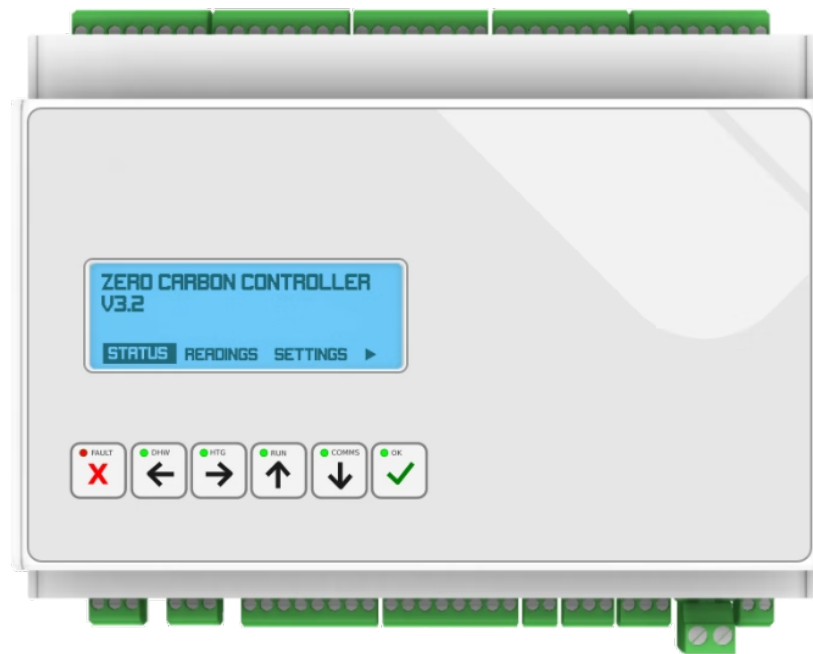 ZERO CARBON CONTROLLER
V3.2
STATUS READINGS SETTINGS ▶
FAULT DHW HTG RUN COMMS OK
X ← → ↑ ↓ ✓